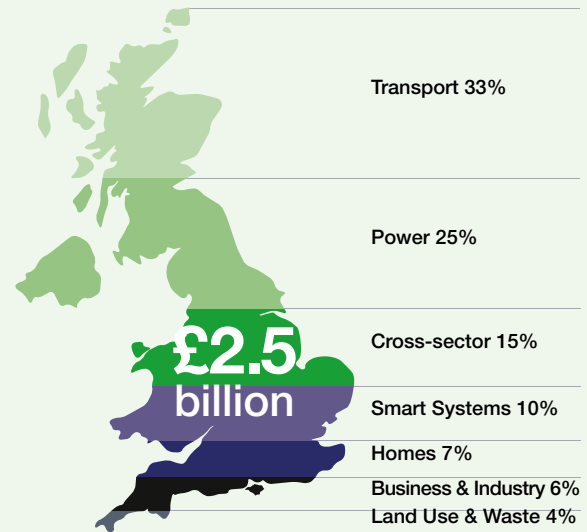 Transport 33%
Power 25%
£2.5
billion
Cross-sector 15%
Smart Systems 10%
Homes 7%
Business & Industry 6%
Land Use & Waste 4%